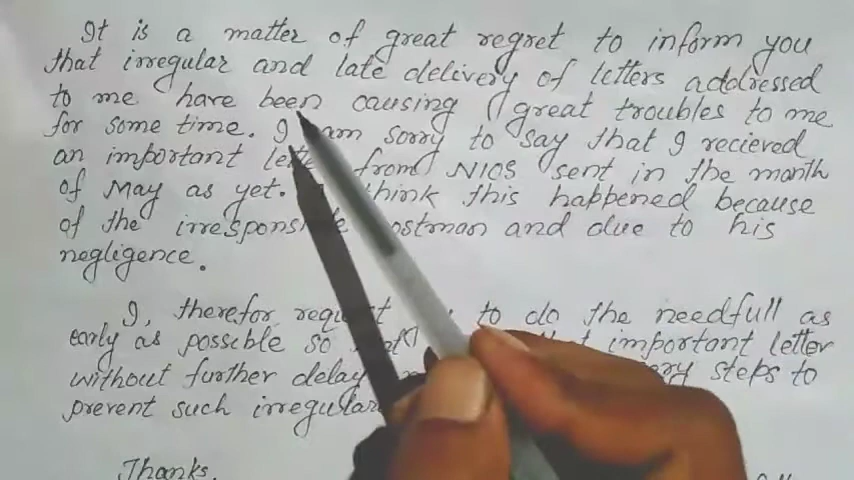 It is a matter of great regret to inform you
that irregular and late delivery of letters addressed
to me have been causing great troubles to me
for some time. I am sorry to say that I recieved
an important from NIOS sent in the month
of May as yet. think this happened because
of the and due to his
negligence.
I, therefor to do the needfull as
early as possible so important letter
without further delay steps to
prevent such
Thanks.